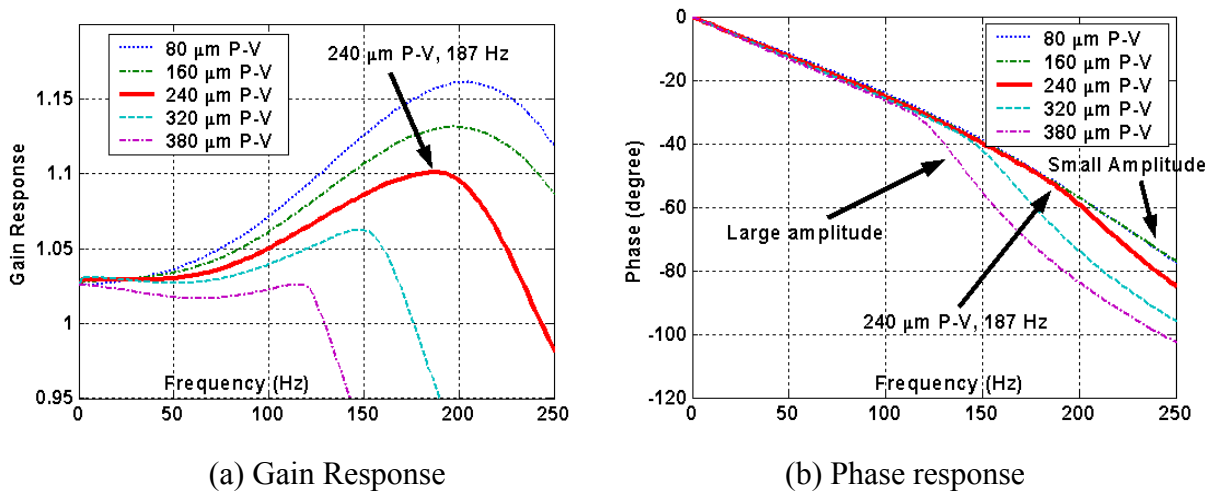 240 μm P-V, 187 Hz
80 μm P-V
160 μm P-V
240 μm P-V
320 μm P-V
380 μm P-V
Gain Response
1.15
1.1
1.05
1
0.95
Frequency (Hz)
0 50 100 150 200 250
(a) Gain Response
80 μm P-V
160 μm P-V
240 μm P-V
320 μm P-V
380 μm P-V
Small Amplitude
Large amplitude
240 μm P-V, 187 Hz
Phase (degree)
0
-20
-40
-60
-80
-100
-120
Frequency (Hz)
0 50 100 150 200 250
(b) Phase response